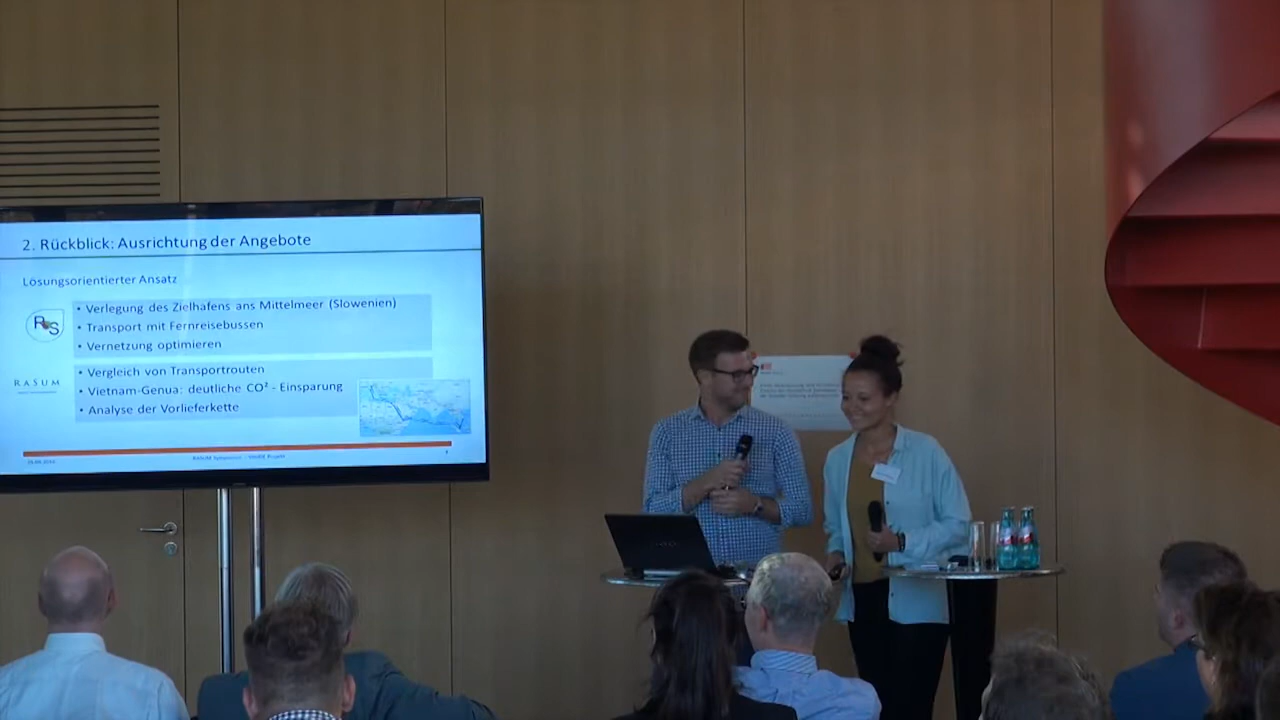 2. Rückblick: Ausrichtung der Angebote
Lösungsorientierter Ansatz
• Verlegung des Zielhafens ans Mittelmeer (Slowenien)
• Transport mit Fernreisebussen
• Vernetzung optimieren
R&S
• Vergleich von Transportrouten
• Vietnam-Genua: deutliche CO² - Einsparung
• Analyse der Vorlieferkette
RASUM